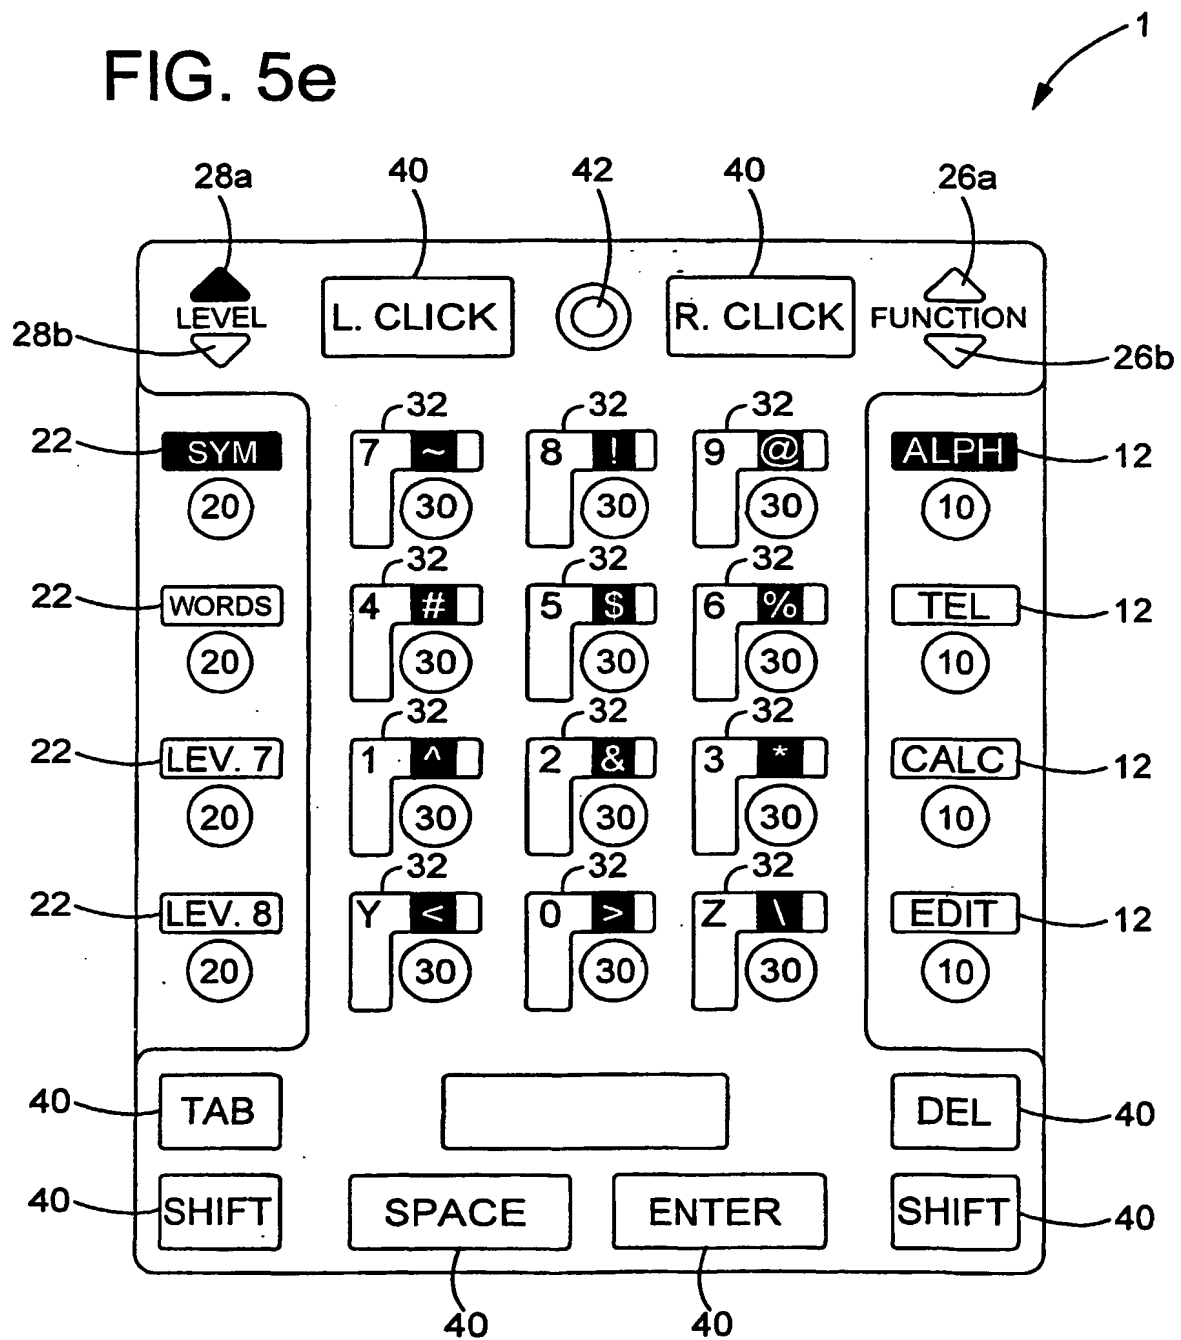 FIG. 5e
1
28a 40 42 40 26a
LEVEL L. CLICK R. CLICK FUNCTION
28b 26b
32 32 32
22 SYM 7 ~ 8 ! 9 @ ALPH 12
20 30 30 30 10
32 32 32
22 WORDS 4 # 5 $ 6 % TEL 12
20 30 30 30 10
32 32 32
22 LEV. 7 1 ^ 2 & 3 * CALC 12
20 30 30 30 10
32 32 32
22 LEV. 8 Y < 0 > Z \ EDIT 12
20 30 30 30 10
40 TAB DEL 40
40 SHIFT SPACE ENTER SHIFT 40
40 40